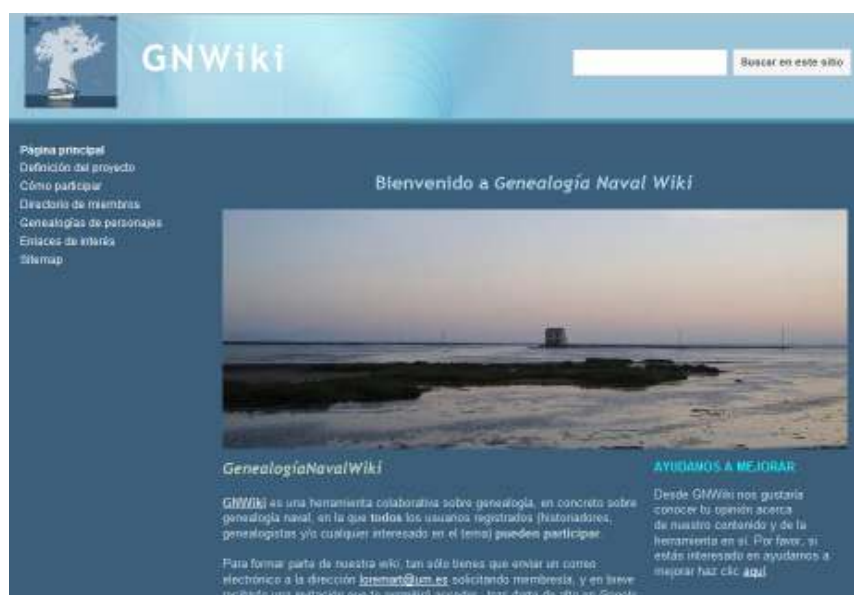 GNWiki
Buscar en este sitio
Página principal
Definición del proyecto
Cómo participar
Directorio de miembros
Genealogías de personajes
Enlaces de interés
Sitemap
Bienvenido a Genealogía Naval Wiki
GenealogíaNavalWiki
GNWiki es una herramienta colaborativa sobre genealogía, en concreto sobre
genealogía naval, en la que todos los usuarios registrados (historiadores,
genealogistas y/o cualquier interesado en el tema) pueden participar.
Para formar parte de nuestra wiki, tan sólo tienes que enviar un correo
electrónico a la dirección loremart@um.es solicitando membresía, y en breve
AYUDANOS A MEJORAR
Desde GNWiki nos gustaría
conocer tu opinión acerca
de nuestro contenido y de la
herramienta en sí. Por favor, si
estás interesado en ayudarnos a
mejorar haz clic aquí.